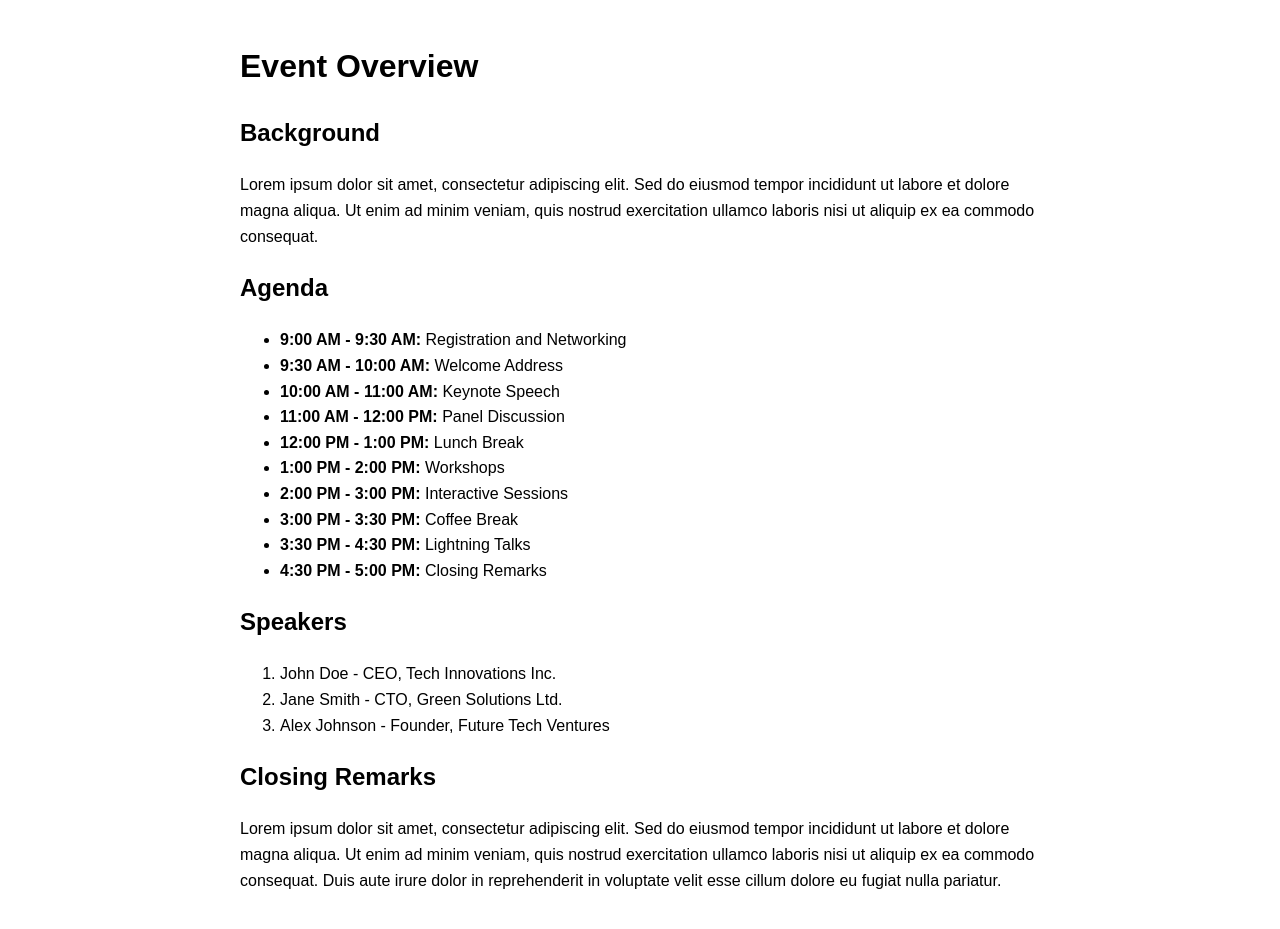 Event Overview
Background
Lorem ipsum dolor sit amet, consectetur adipiscing elit. Sed do eiusmod tempor incididunt ut labore et dolore
magna aliqua. Ut enim ad minim veniam, quis nostrud exercitation ullamco laboris nisi ut aliquip ex ea commodo
consequat.
Agenda
• 9:00 AM - 9:30 AM: Registration and Networking
• 9:30 AM - 10:00 AM: Welcome Address
• 10:00 AM - 11:00 AM: Keynote Speech
• 11:00 AM - 12:00 PM: Panel Discussion
• 12:00 PM - 1:00 PM: Lunch Break
• 1:00 PM - 2:00 PM: Workshops
• 2:00 PM - 3:00 PM: Interactive Sessions
• 3:00 PM - 3:30 PM: Coffee Break
• 3:30 PM - 4:30 PM: Lightning Talks
• 4:30 PM - 5:00 PM: Closing Remarks
Speakers
1. John Doe - CEO, Tech Innovations Inc.
2. Jane Smith - CTO, Green Solutions Ltd.
3. Alex Johnson - Founder, Future Tech Ventures
Closing Remarks
Lorem ipsum dolor sit amet, consectetur adipiscing elit. Sed do eiusmod tempor incididunt ut labore et dolore
magna aliqua. Ut enim ad minim veniam, quis nostrud exercitation ullamco laboris nisi ut aliquip ex ea commodo
consequat. Duis aute irure dolor in reprehenderit in voluptate velit esse cillum dolore eu fugiat nulla pariatur.